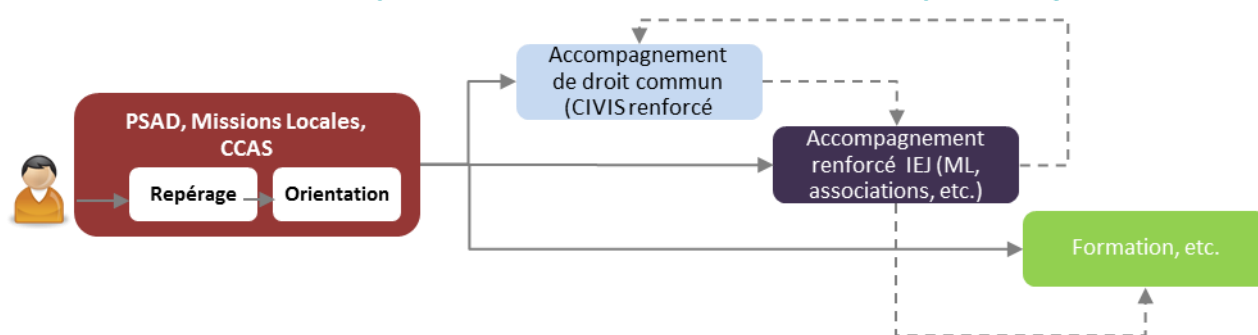 PSAD, Missions Locales,
CCAS
Repérage
Orientation
Accompagnement
de droit commun
(CIVIS renforcé
Accompagnement
renforcé IEJ (ML,
associations, etc.)
Formation, etc.